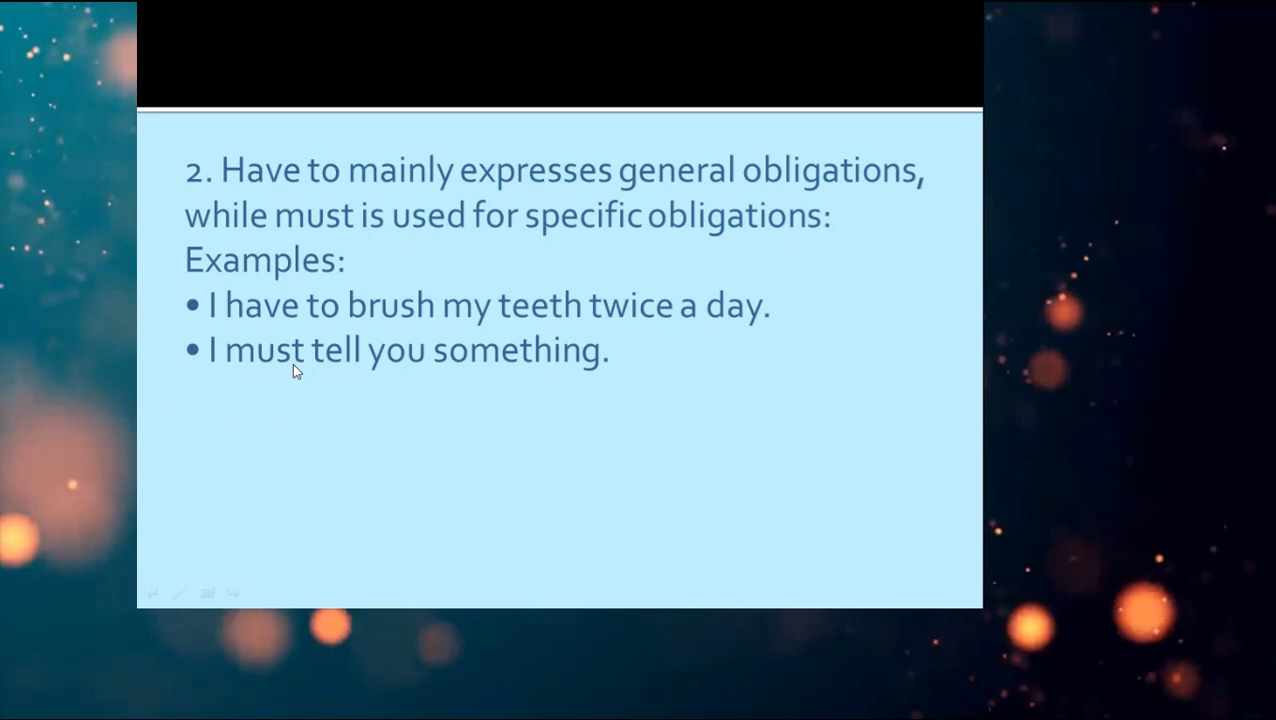 2. Have to mainly expresses general obligations,
while must is used for specific obligations:
Examples:
• I have to brush my teeth twice a day.
• I must tell you something.